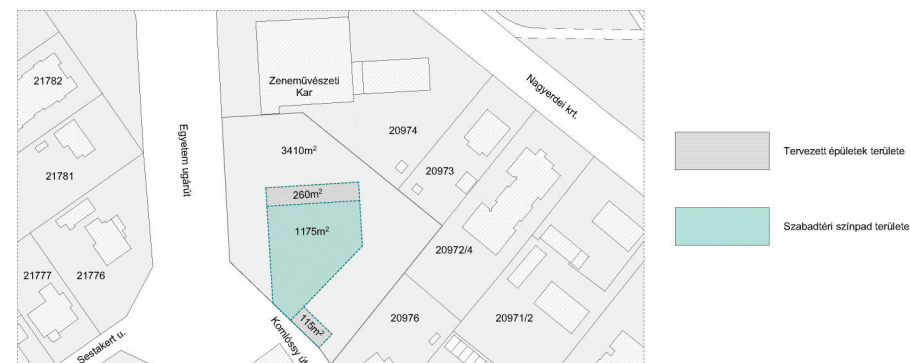 21782
Zeneművészeti
Kar
Nagyerdei krt.
Egyetem ugárút
20974
3410m²
21781
20973
260m²
1175m²
20972/4
21777
21776
115m²
20976
20971/2
Komlóssy út
Sestakert u.
Tervezett épületek területe
Szabadtéri színpad területe